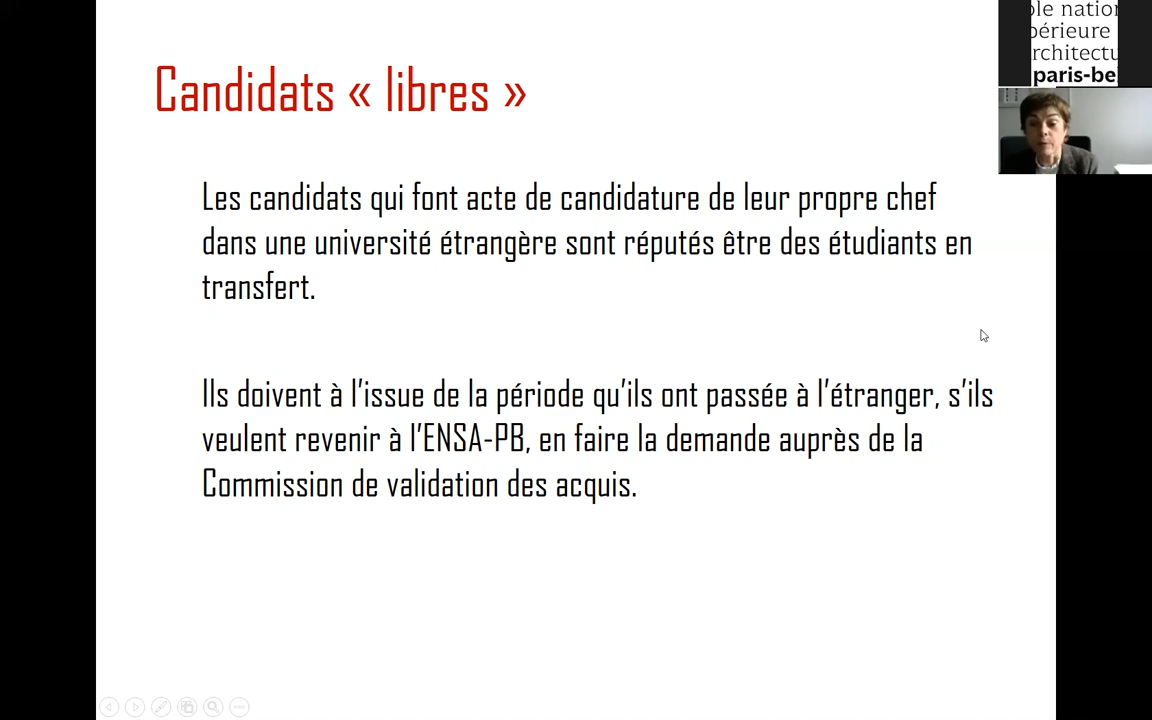 Candidats « libres »
Les candidats qui font acte de candidature de leur propre chef
dans une université étrangère sont réputés être des étudiants en
transfert.
Ils doivent à l'issue de la période qu'ils ont passée à l'étranger, s'ils
veulent revenir à l'ENSA-PB, en faire la demande auprès de la
Commission de validation des acquis.
ole nation
périeure
rchitectu
paris-be